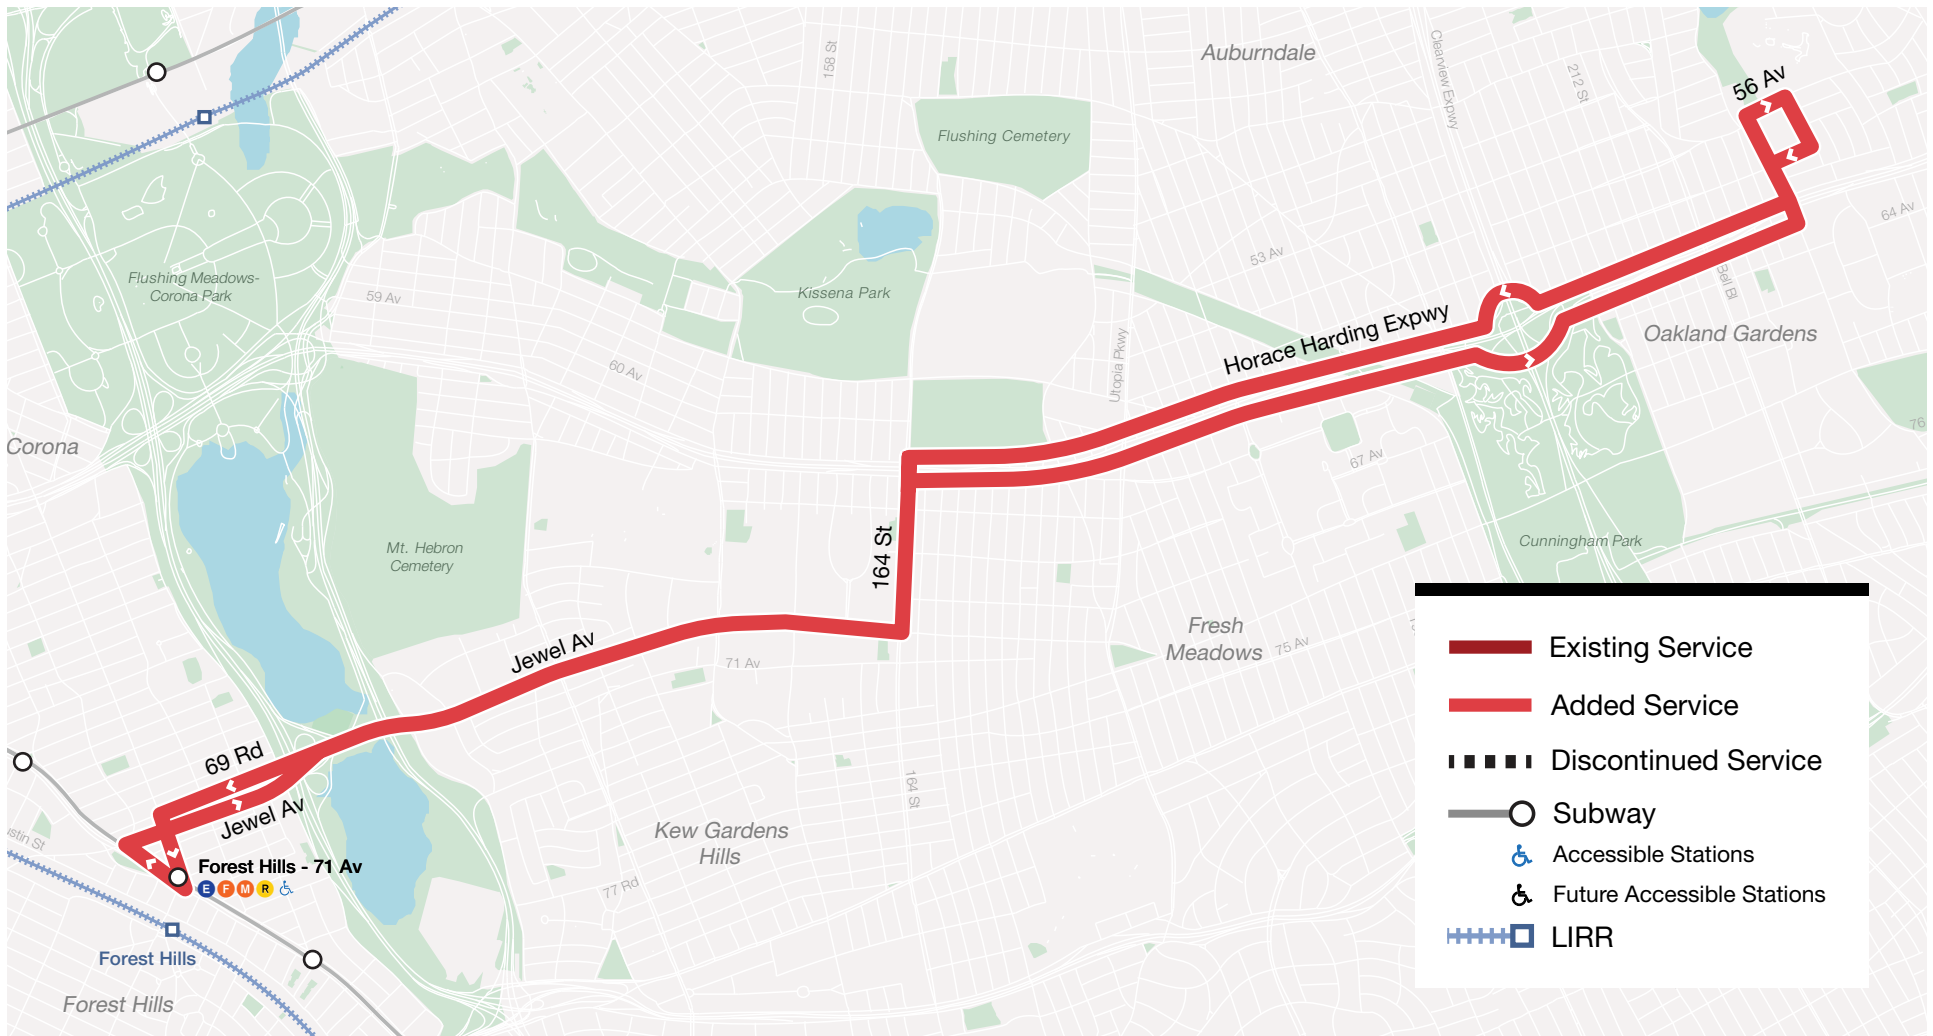 Auburndale
158 St
Clearview Expwy
212 St
56 Av
Flushing Cemetery
64 Av
53 Av
Bell Bl
Flushing Meadows-
Corona Park
59 Av
Kissena Park
Horace Harding Expwy
Oakland Gardens
Utopia Pkwy
60 Av
76
Corona
67 Av
Mt. Hebron
Cemetery
164 St
Cunningham Park
Fresh
Meadows
75 Av
Jewel Av
71 Av
69 Rd
Jewel Av
164 St
Kew Gardens
Hills
77 Rd
ustin St
Forest Hills - 71 Av
E F M R
Forest Hills
Forest Hills
Existing Service
Added Service
Discontinued Service
Subway
Accessible Stations
Future Accessible Stations
LIRR